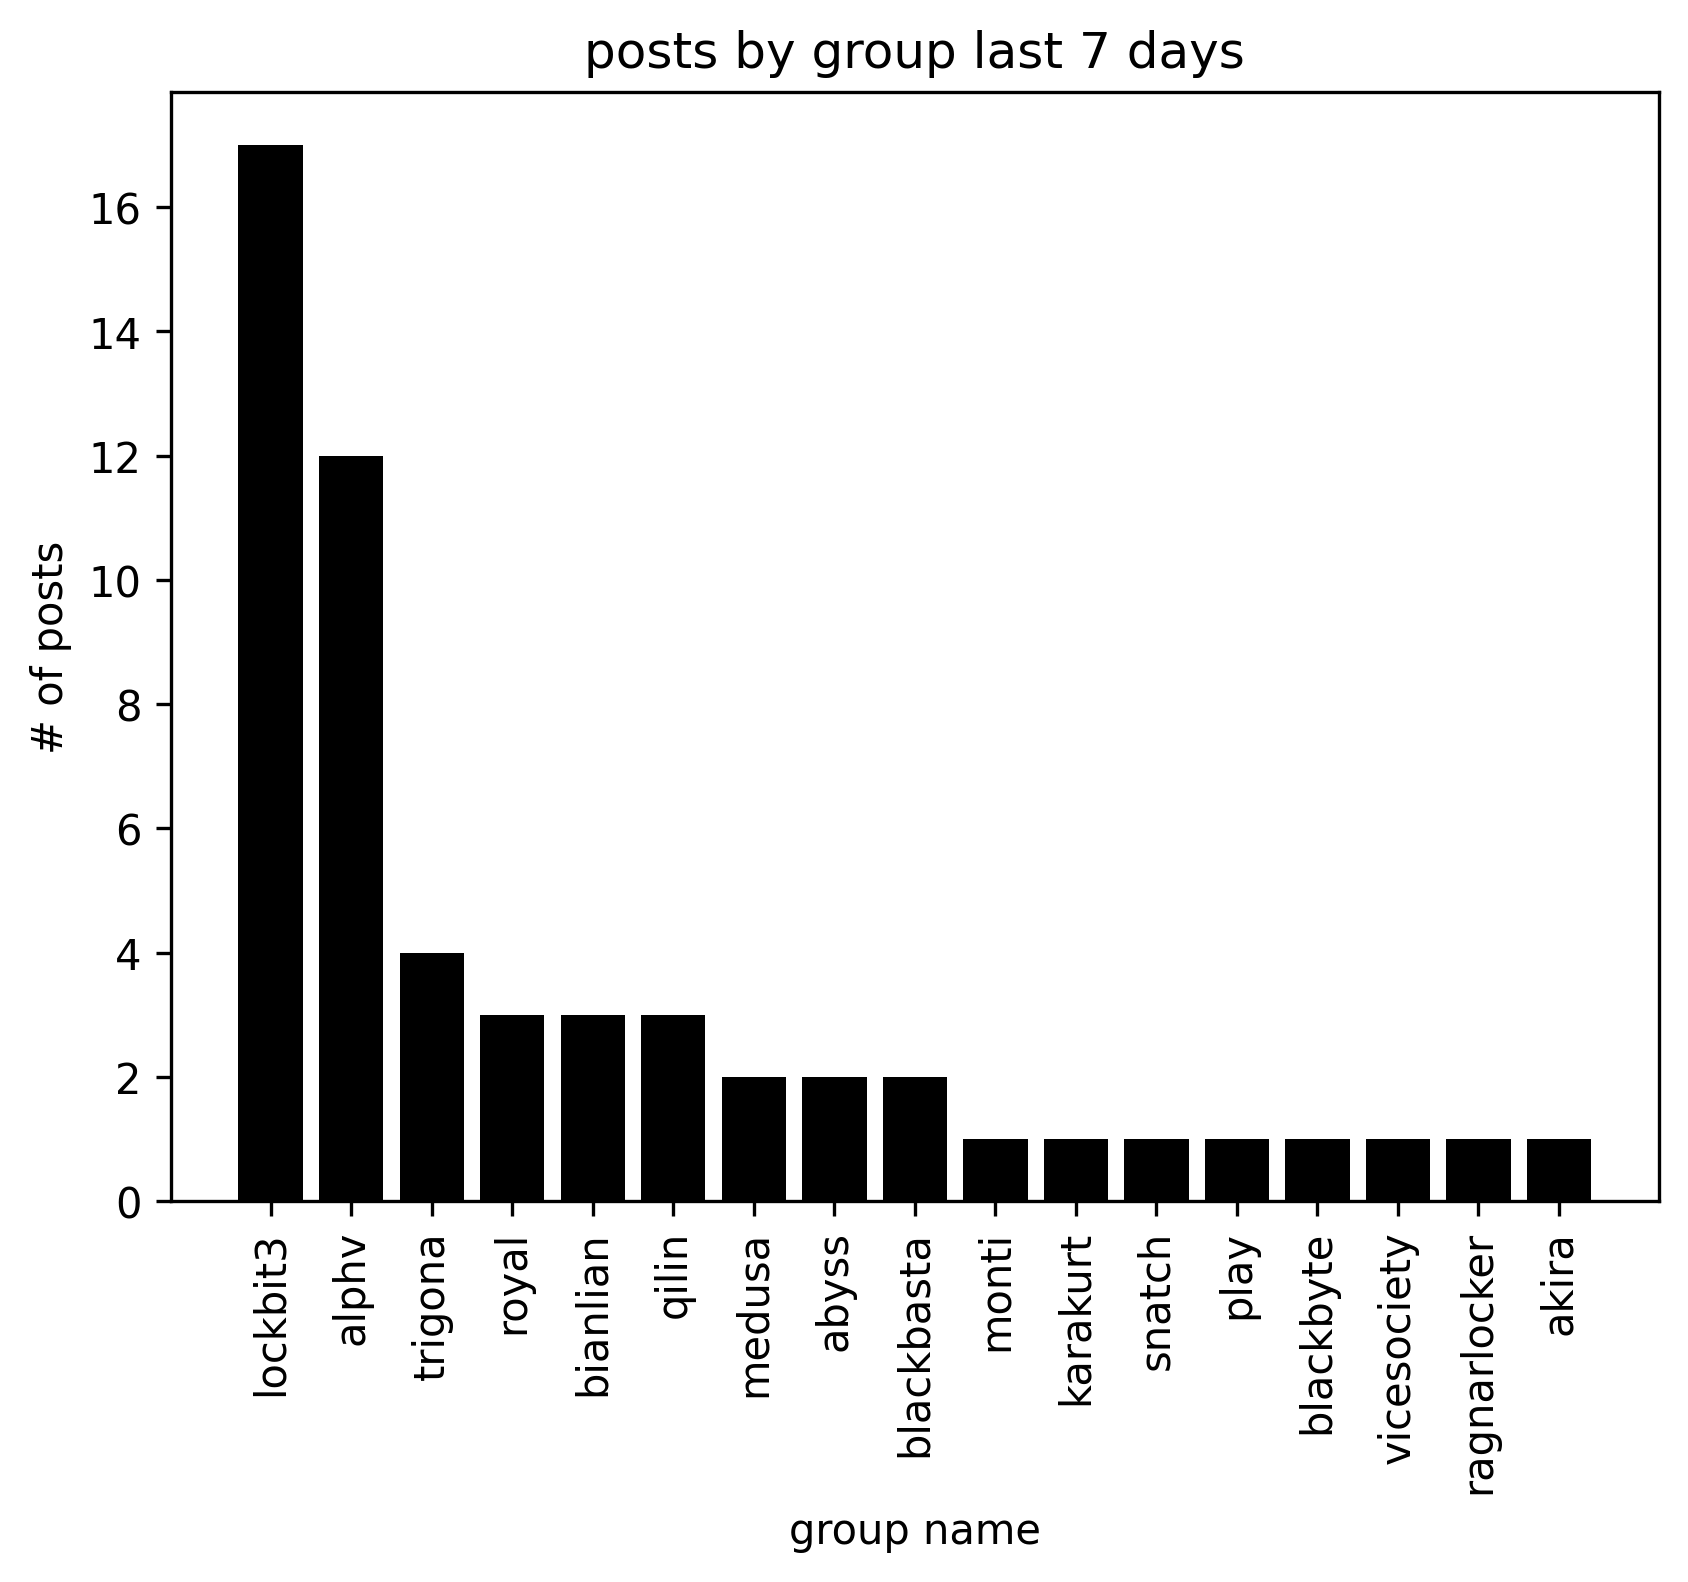 posts by group last 7 days
# of posts
16
14
12
10
8
6
4
2
0
lockbit3
alphv
trigona
royal
bianlian
qilin
medusa
abyss
blackbasta
monti
karakurt
snatch
play
blackbyte
vicesociety
ragnarlocker
akira
group name